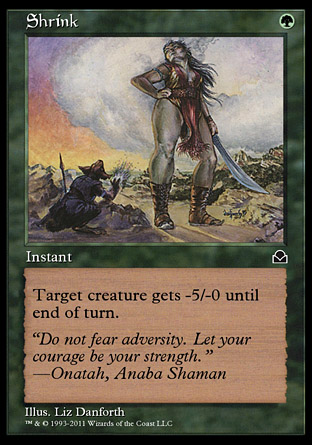 Shrink
Instant
Target creature gets -5/-0 until
end of turn.
“Do not fear adversity. Let your
courage be your strength.”
—Onatah, Anaba Shaman
Illus. Liz Danforth
™ & © 1993-2011 Wizards of the Coast LLC